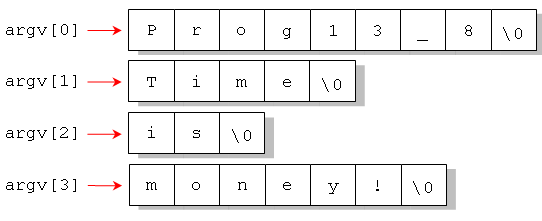 argv[0] P r o g 1 3 _ 8 \0
argv[1] T i m e \0
argv[2] i s \0
argv[3] m o n e y ! \0